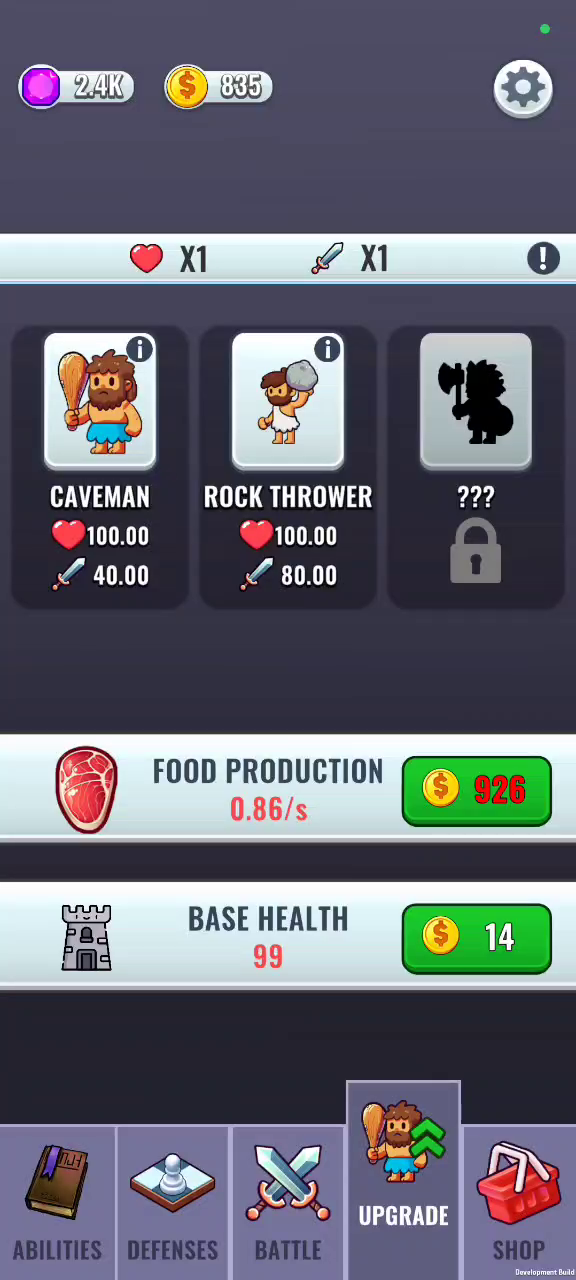 2.4K 835
X1 X1
CAVEMAN ROCK THROWER ???
100.00 100.00
40.00 80.00
FOOD PRODUCTION
0.86/s
926
BASE HEALTH
99
14
UPGRADE
ABILITIES DEFENSES BATTLE SHOP
Development Build